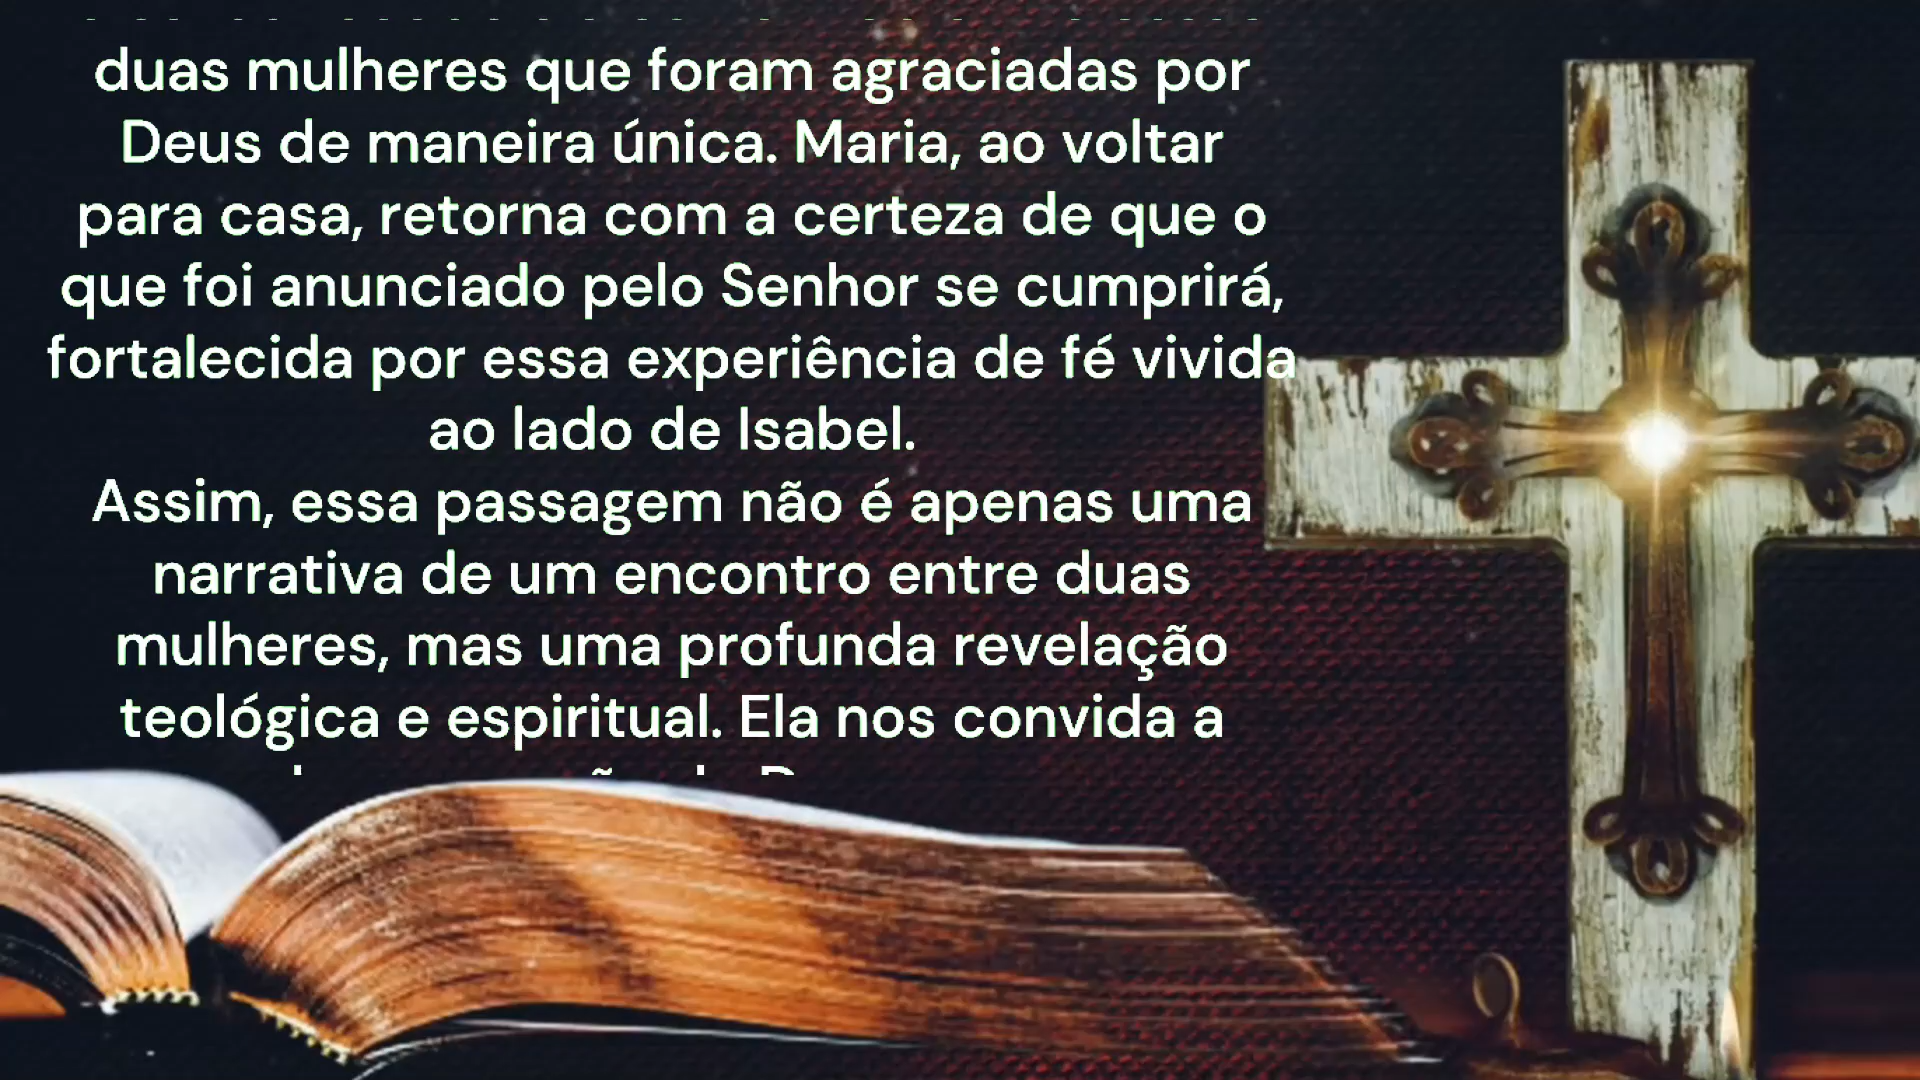 duas mulheres que foram agraciadas por
Deus de maneira única. Maria, ao voltar
para casa, retorna com a certeza de que o
que foi anunciado pelo Senhor se cumprirá,
fortalecida por essa experiência de fé vivida
ao lado de Isabel.
Assim, essa passagem não é apenas uma
narrativa de um encontro entre duas
mulheres, mas uma profunda revelação
teológica e espiritual. Ela nos convida a